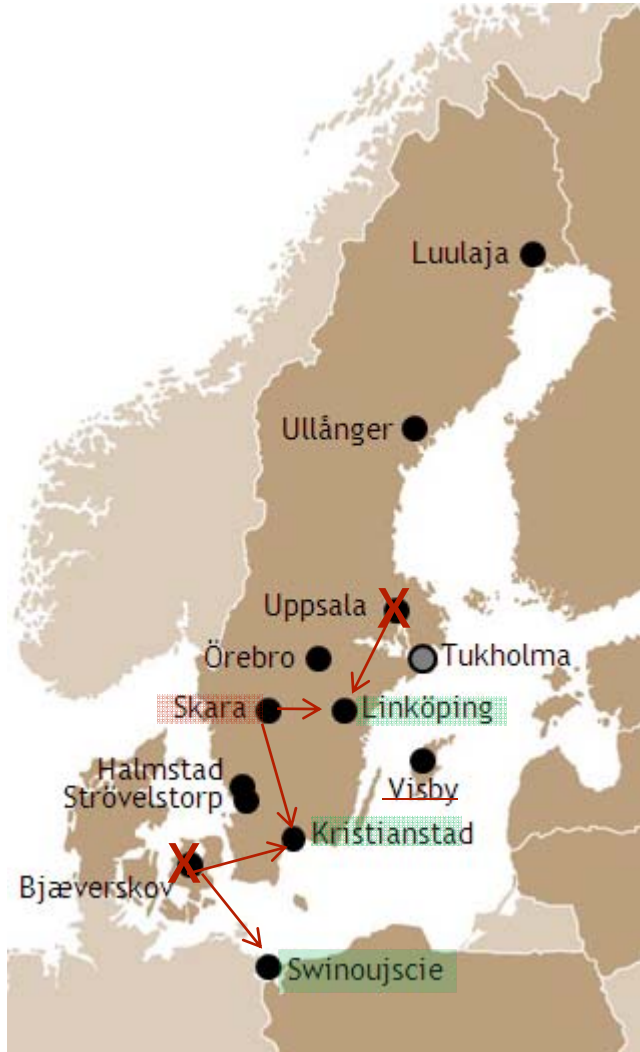 Luulaja
Ullånger
Uppsala
X
Örebro
Tukholma
Skara
Linköping
Halmstad
Strövelstorp
Visby
Kristianstad
X
Bjæverskov
Swinoujscie